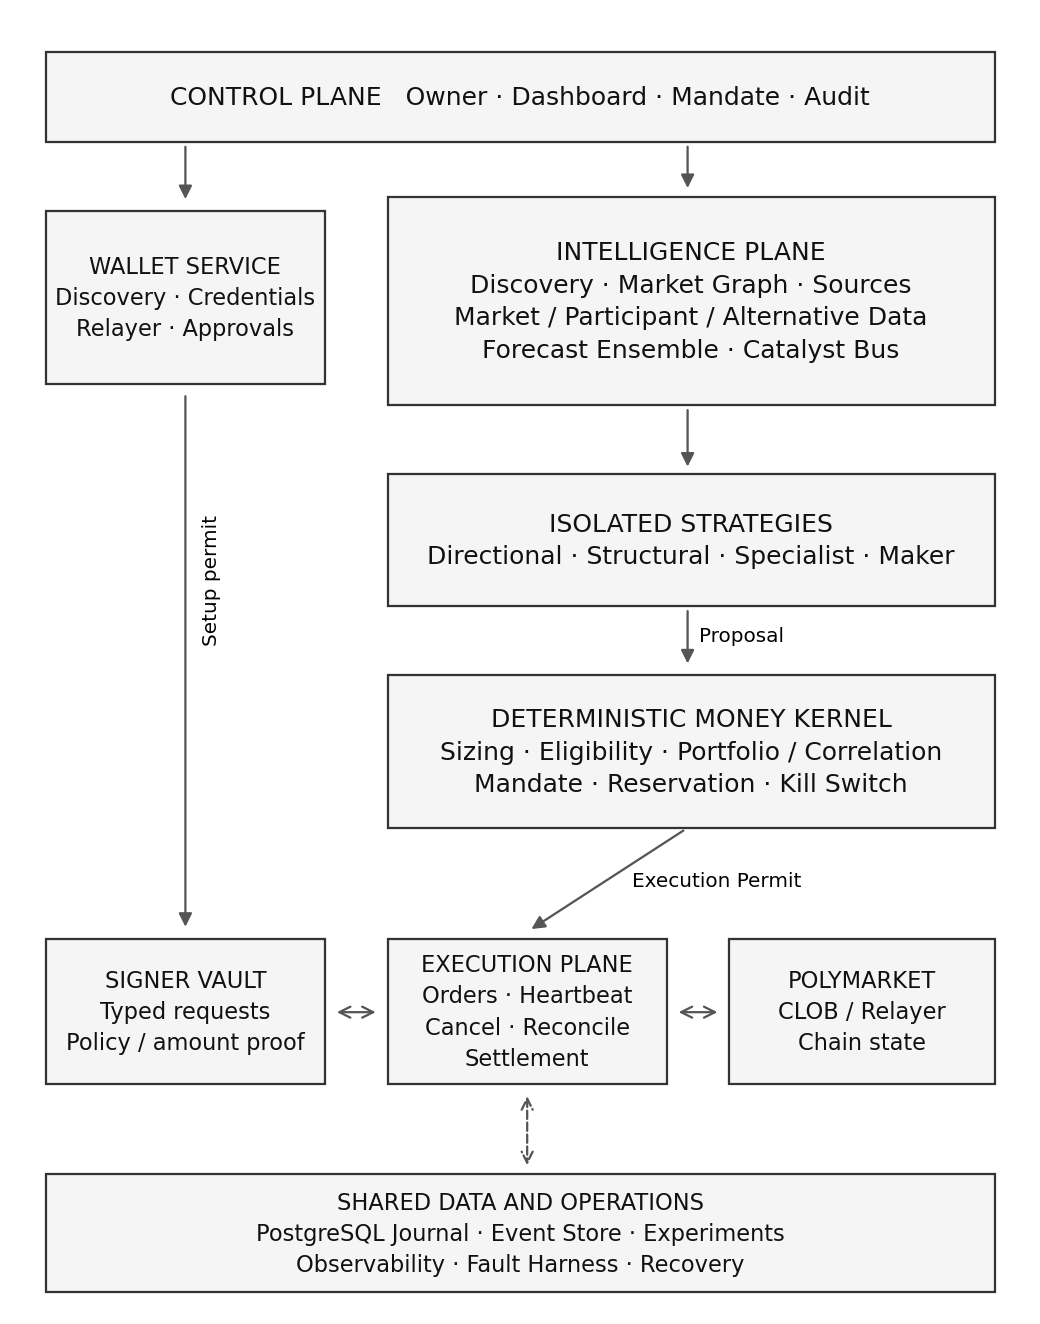 CONTROL PLANE   Owner · Dashboard · Mandate · Audit
WALLET SERVICE
Discovery · Credentials
Relayer · Approvals
INTELLIGENCE PLANE
Discovery · Market Graph · Sources
Market / Participant / Alternative Data
Forecast Ensemble · Catalyst Bus
ISOLATED STRATEGIES
Directional · Structural · Specialist · Maker
Setup permit
Proposal
DETERMINISTIC MONEY KERNEL
Sizing · Eligibility · Portfolio / Correlation
Mandate · Reservation · Kill Switch
Execution Permit
SIGNER VAULT
Typed requests
Policy / amount proof
EXECUTION PLANE
Orders · Heartbeat
Cancel · Reconcile
Settlement
POLYMARKET
CLOB / Relayer
Chain state
SHARED DATA AND OPERATIONS
PostgreSQL Journal · Event Store · Experiments
Observability · Fault Harness · Recovery